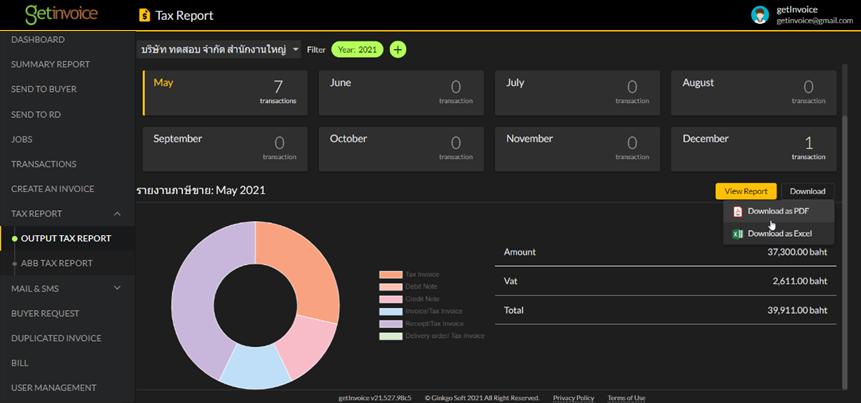 getinvoice
Tax Report
getInvoice
getinvoice@gmail.com
DASHBOARD
SUMMARY REPORT
SEND TO BUYER
SEND TO RD
JOBS
TRANSACTIONS
CREATE AN INVOICE
TAX REPORT
OUTPUT TAX REPORT
ABB TAX REPORT
MAIL & SMS
BUYER REQUEST
DUPLICATED INVOICE
BILL
USER MANAGEMENT
บริษัท ทดสอบ จำกัด สำนักงานใหญ่ Filter Year: 2021 +
May 7 transactions
June 0 transaction
July 0 transaction
August 0 transaction
September 0 transaction
October 0 transaction
November 0 transaction
December 1 transaction
รายงานภาษีขาย: May 2021
View Report Download
Download as PDF
Download as Excel
Tax Invoice
Debit Note
Credit Note
Invoice/Tax Invoice
Receipt/Tax Invoice
Delivery order/ Tax Invoice
Amount 37,300.00 baht
Vat 2,611.00 baht
Total 39,911.00 baht
getInvoice v21.527.98c5 © Ginkgo Soft 2021 All Right Reserved. Privacy Policy Terms of Use